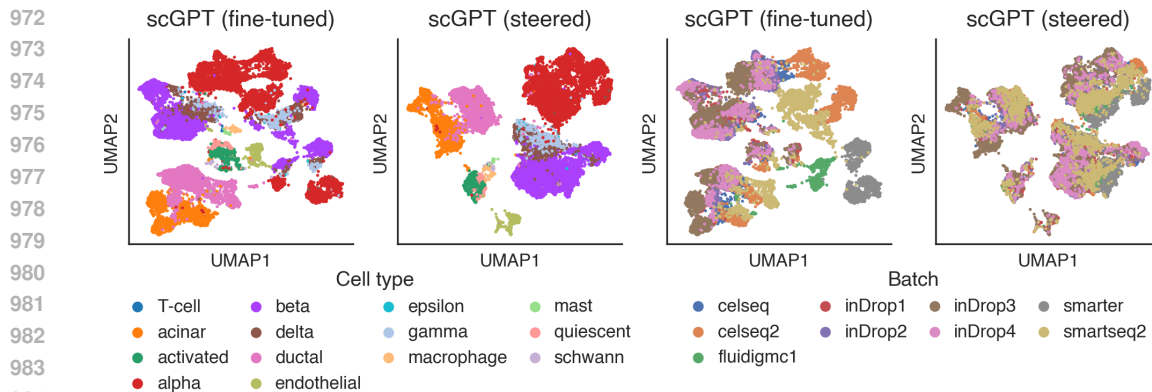 972
973
974
975
976
977
978
979
980
981
982
983
scGPT (fine-tuned) scGPT (steered) scGPT (fine-tuned) scGPT (steered)
UMAP2 UMAP2 UMAP2 UMAP2
UMAP1 UMAP1 UMAP1 UMAP1
Cell type
T-cell beta epsilon mast
acinar delta gamma quiescent
activated ductal macrophage schwann
alpha endothelial
Batch
celseq inDrop1 inDrop3 smarter
celseq2 inDrop2 inDrop4 smartseq2
fluidigmc1